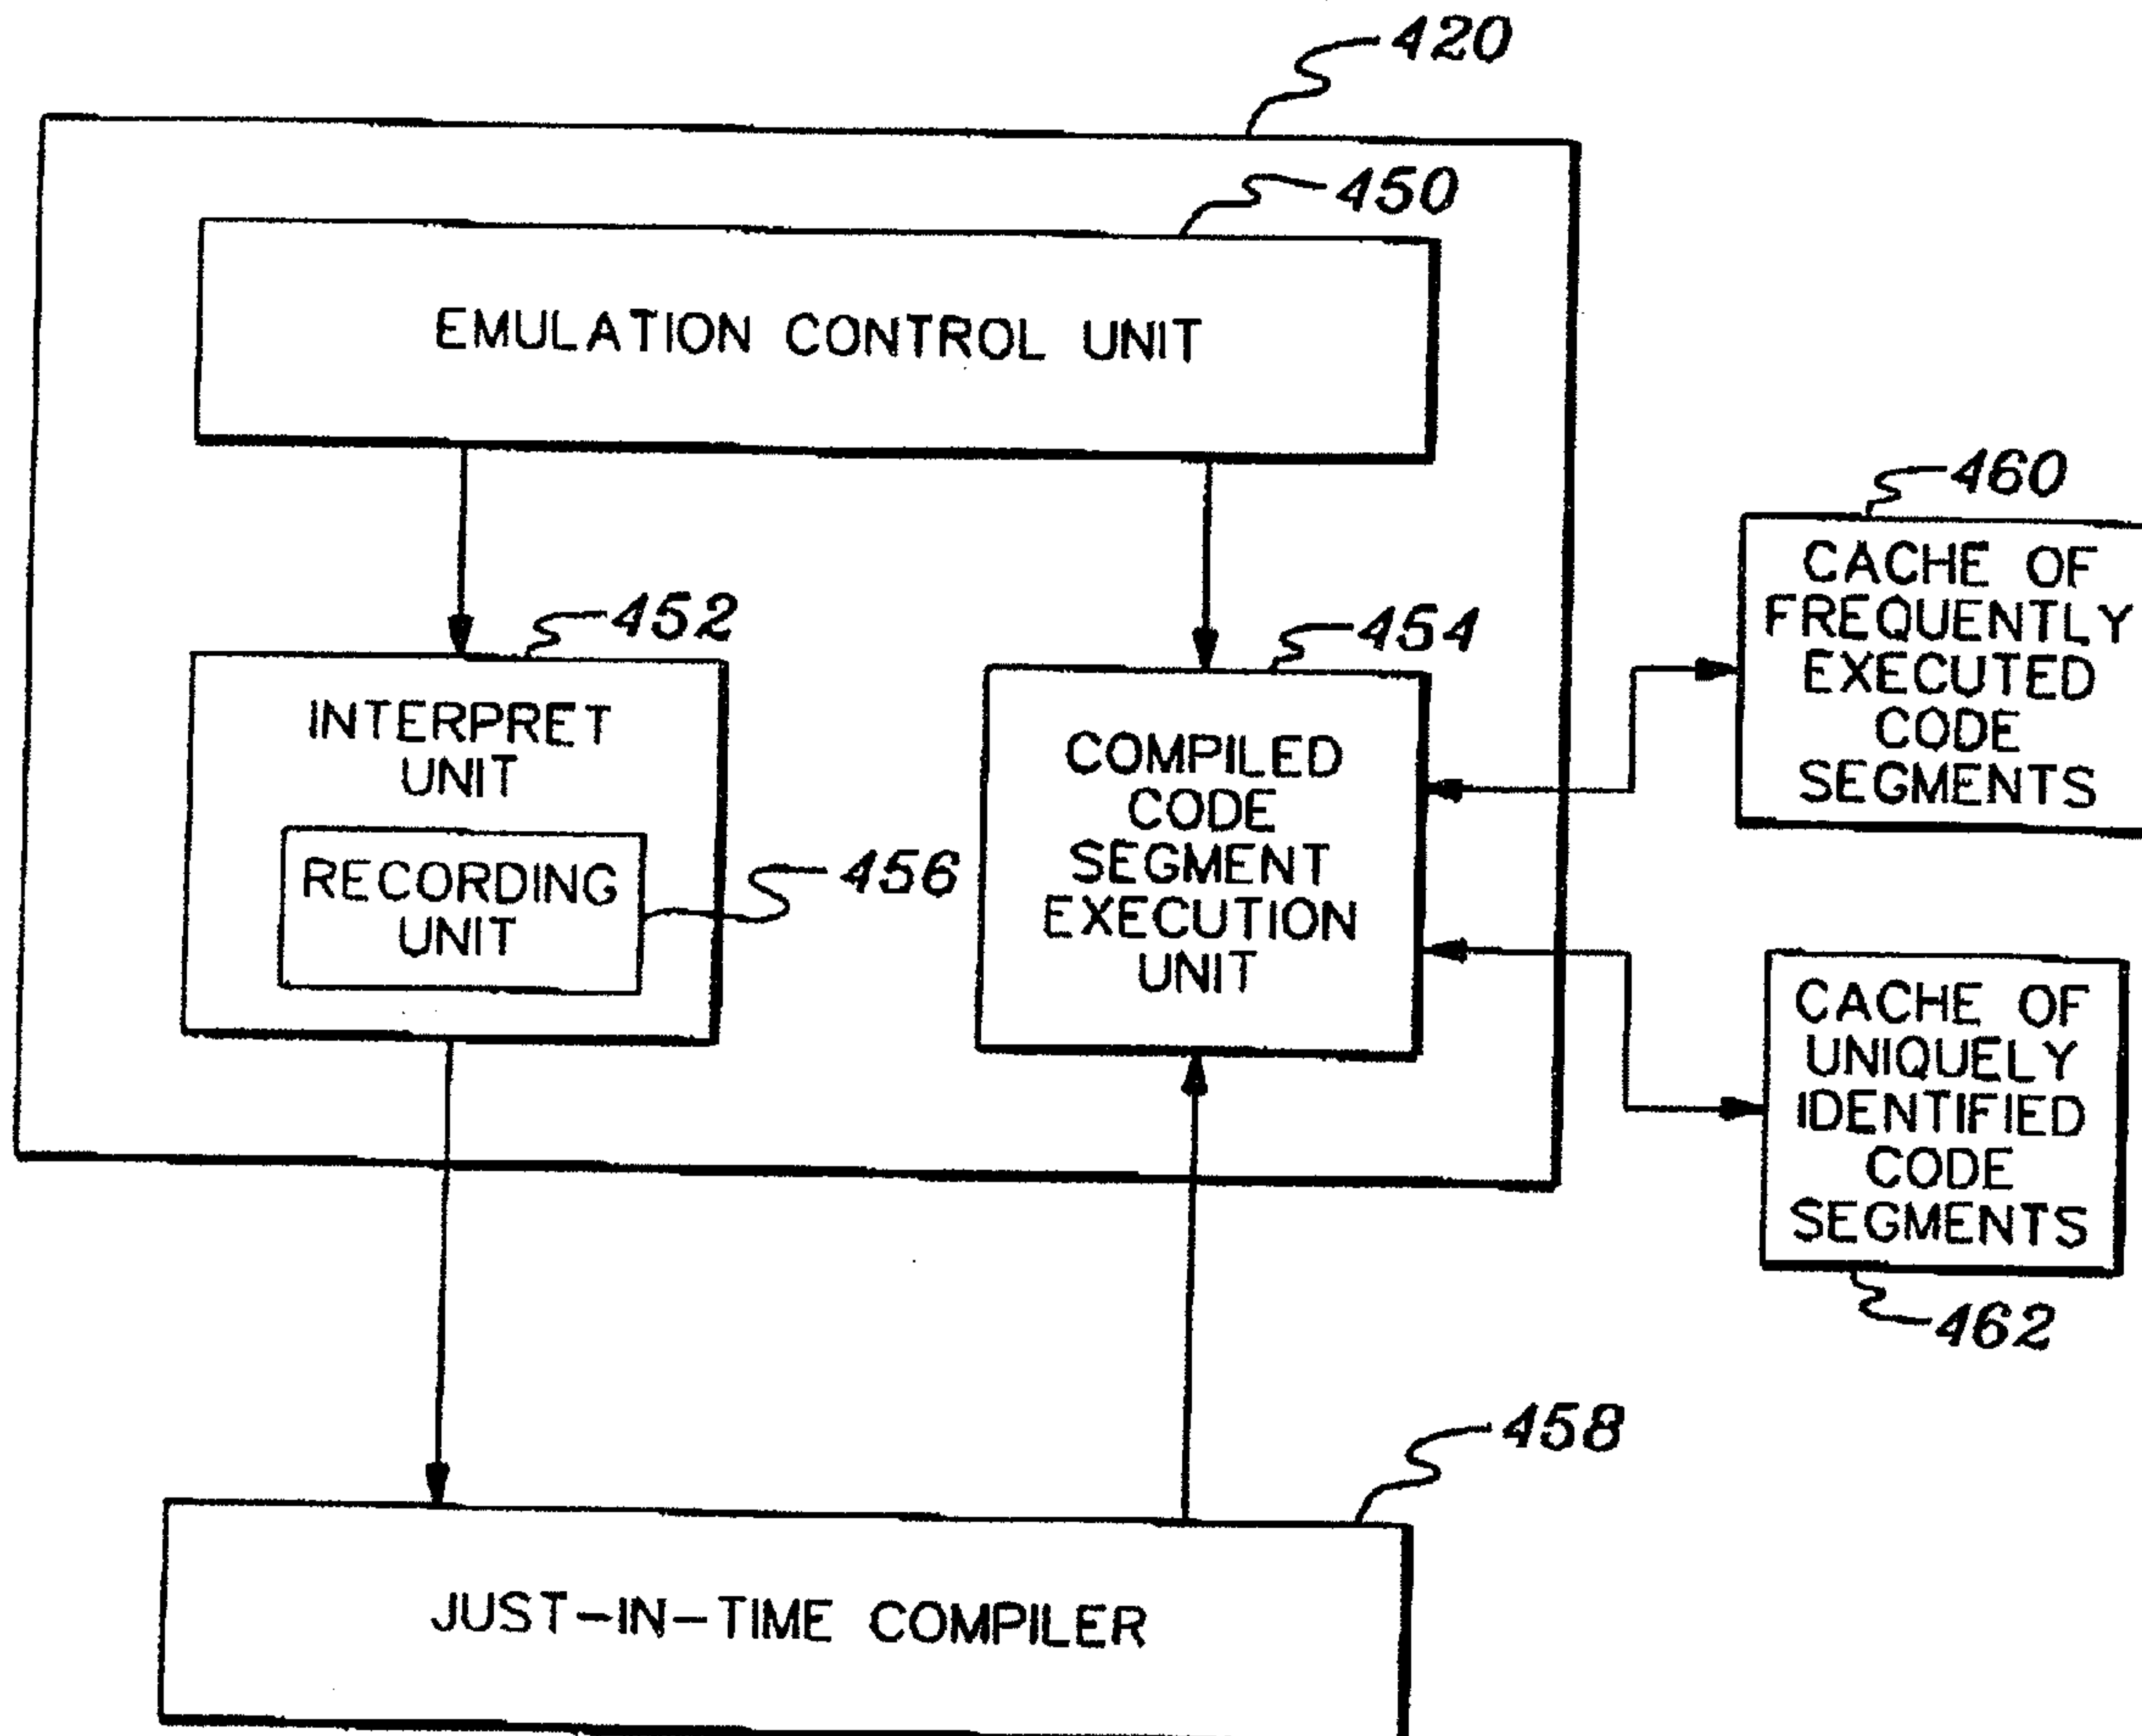 420
450
EMULATION CONTROL UNIT
460
CACHE OF
FREQUENTLY
EXECUTED
CODE
SEGMENTS
452
INTERPRET
UNIT
454
COMPILED
CODE
SEGMENT
EXECUTION
UNIT
RECORDING
UNIT
456
CACHE OF
UNIQUELY
IDENTIFIED
CODE
SEGMENTS
462
458
JUST-IN-TIME COMPILER